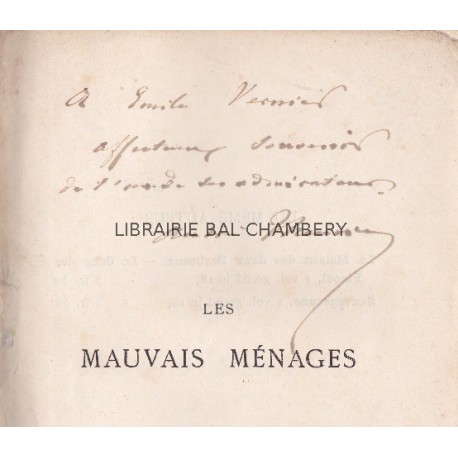 A Emile Vernier
affectueux souvenir
de l'un de ses admirateurs
LIBRAIRIE BAL CHAMBERY
LES
MAUVAIS MÉNAGES